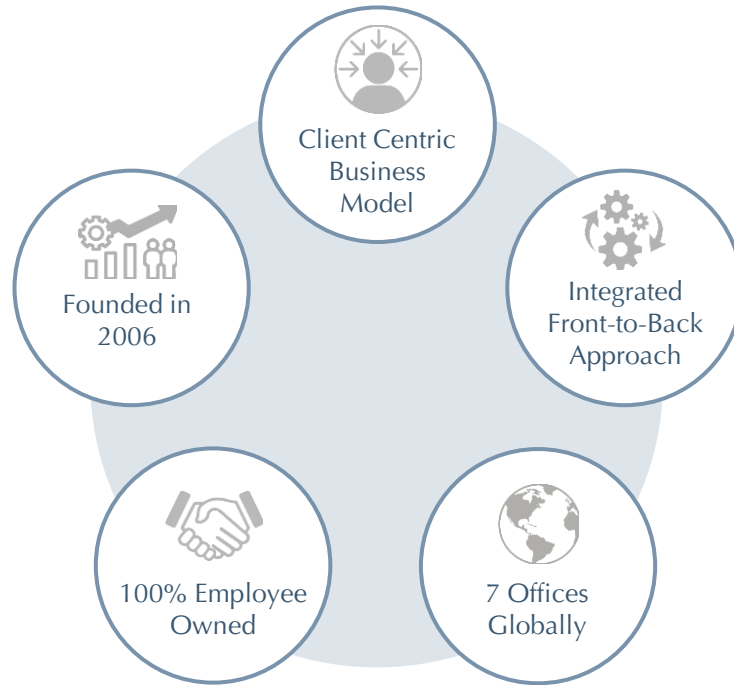 Client Centric
Business
Model
Founded in
2006
Integrated
Front-to-Back
Approach
100% Employee
Owned
7 Offices
Globally